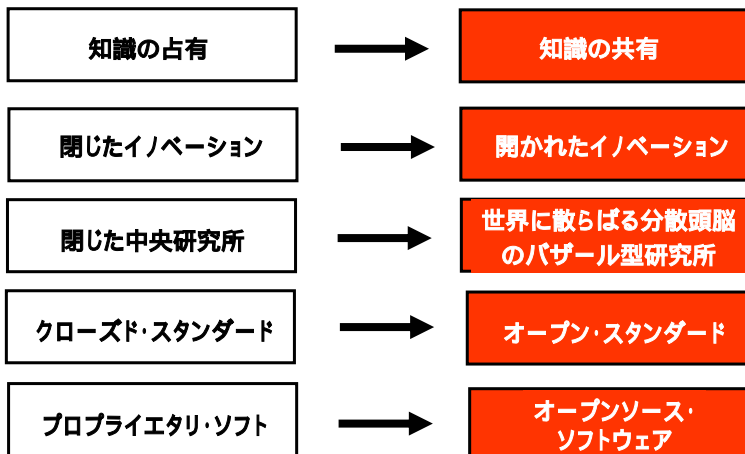 知識の占有
知識の共有
閉じたイノベーション
開かれたイノベーション
閉じた中央研究所
世界に散らばる分散頭脳
のバザール型研究所
クローズド・スタンダード
オープン・スタンダード
プロプライエタリ・ソフト
オープンソース・
ソフトウェア